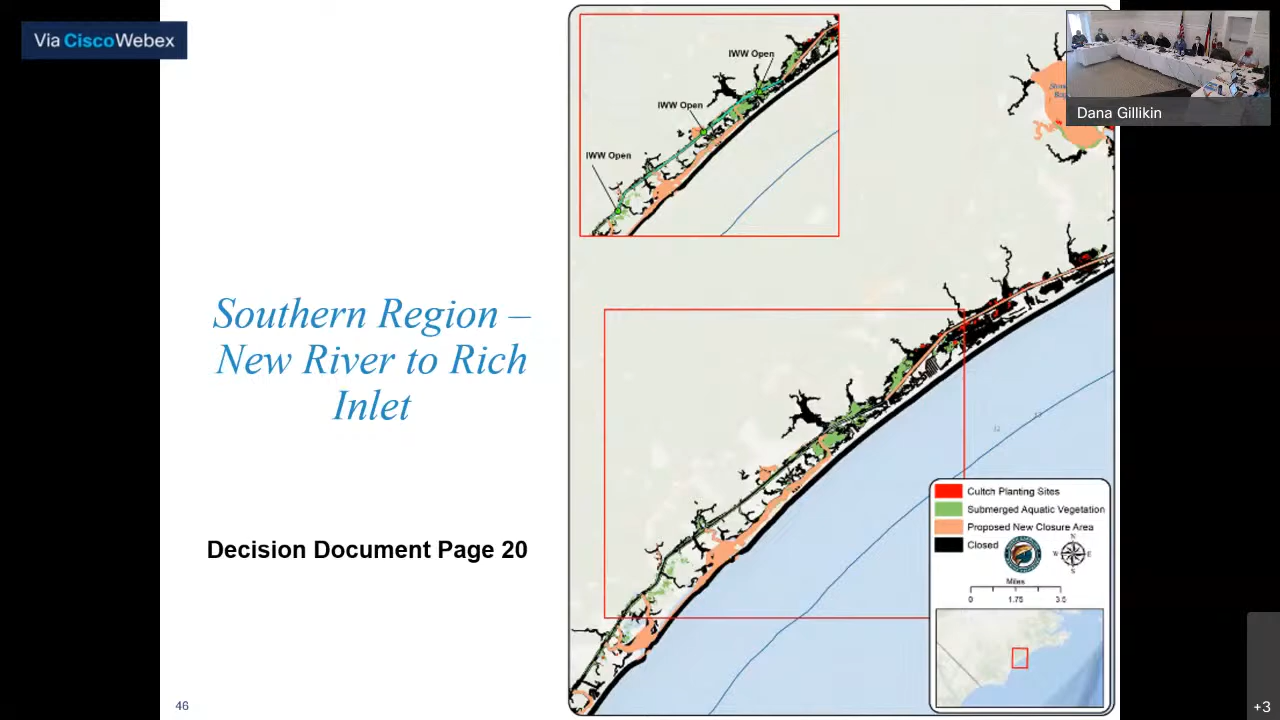 Via CiscoWebex
IWW Open
IWW Open
IWW Open
Dana Gillikin
Southern Region –
New River to Rich
Inlet
Decision Document Page 20
Cultch Planting Sites
Submerged Aquatic Vegetation
Proposed New Closure Area
Closed
N
W
E
S
Miles
0 1.75 3.5
46
+3